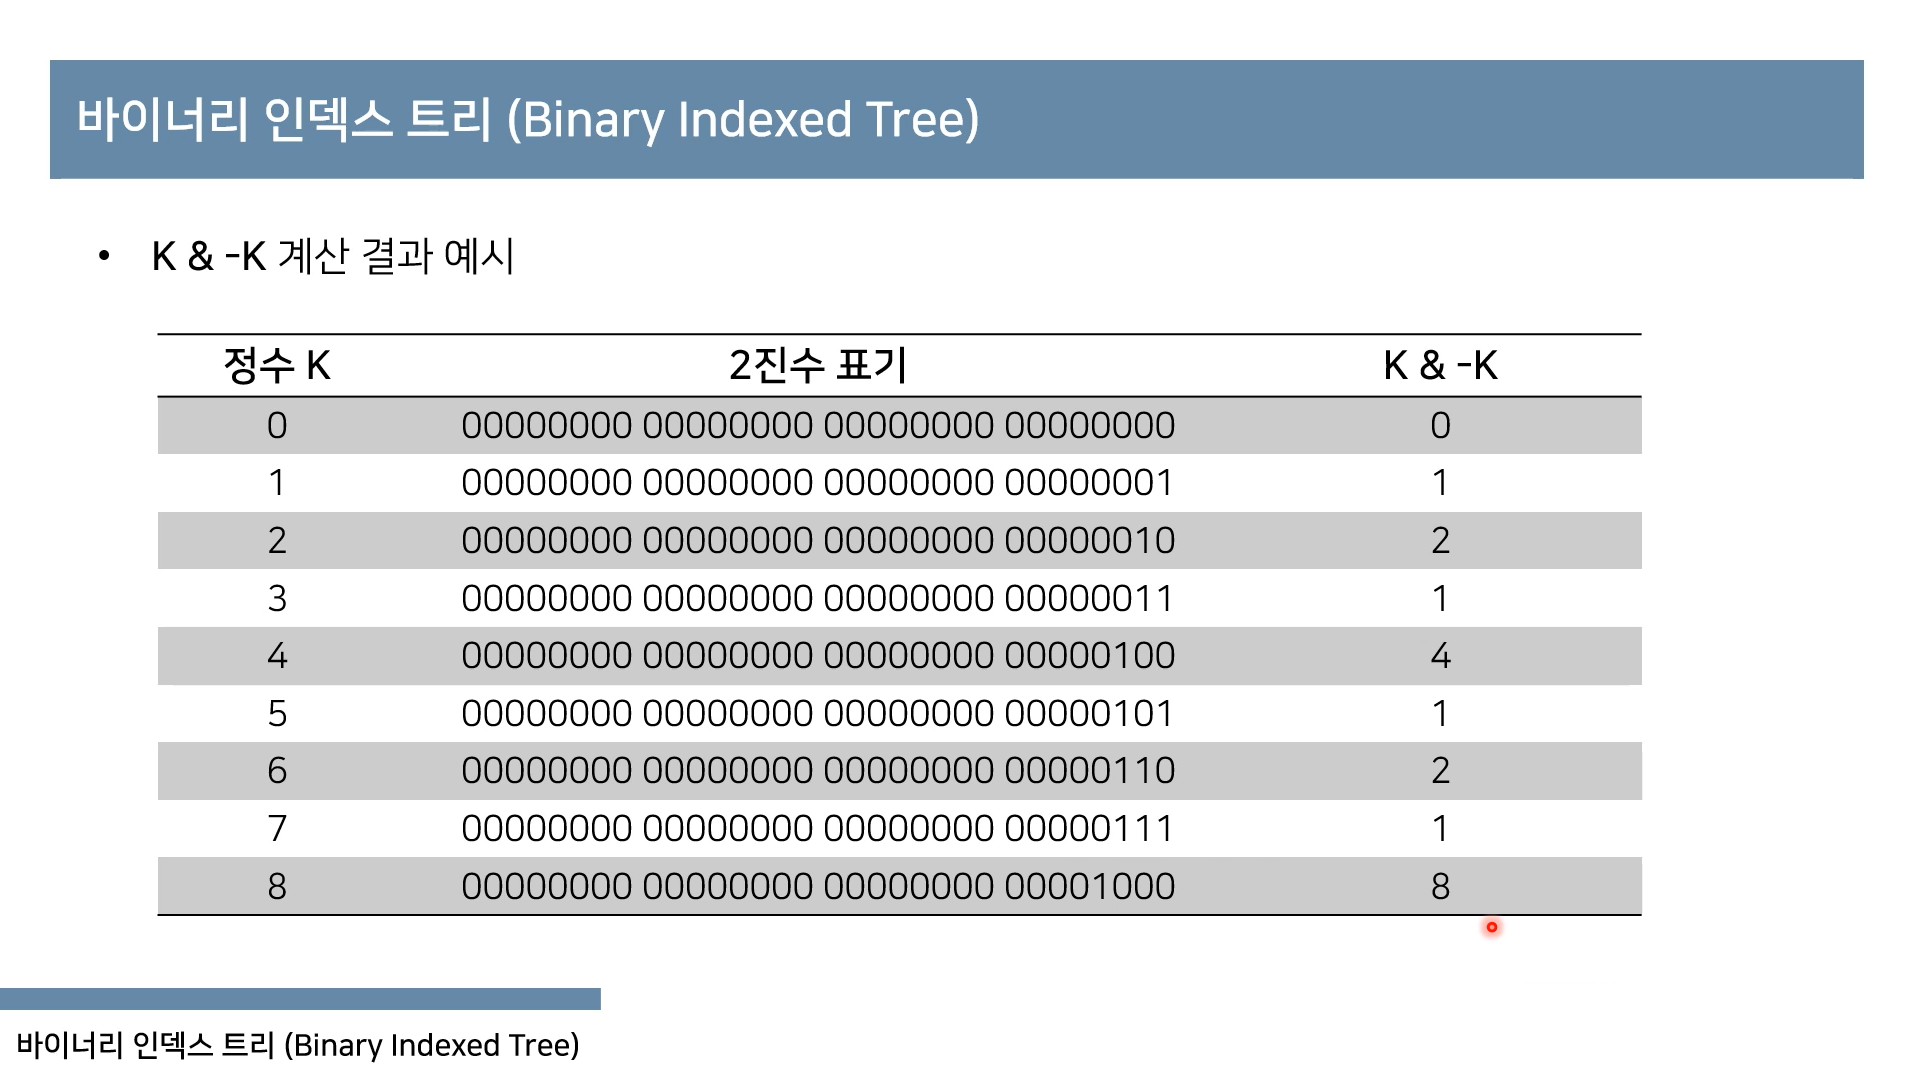 바이너리 인덱스 트리 (Binary Indexed Tree)
• K & -K 계산 결과 예시
정수 K 2진수 표기 K & -K
0 00000000 00000000 00000000 00000000 0
1 00000000 00000000 00000000 00000001 1
2 00000000 00000000 00000000 00000010 2
3 00000000 00000000 00000000 00000011 1
4 00000000 00000000 00000000 00000100 4
5 00000000 00000000 00000000 00000101 1
6 00000000 00000000 00000000 00000110 2
7 00000000 00000000 00000000 00000111 1
8 00000000 00000000 00000000 00001000 8
바이너리 인덱스 트리 (Binary Indexed Tree)